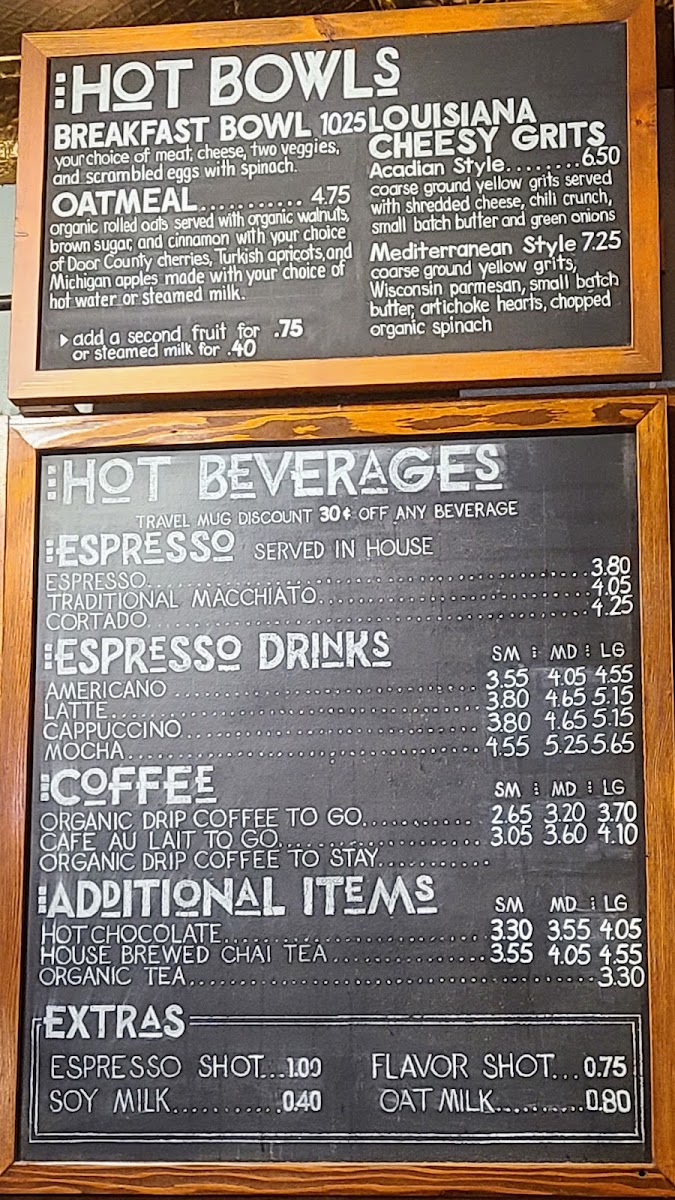 HOT BOWLS
BREAKFAST BOWL 10.25
your choice of meat, cheese, two veggies,
and scrambled eggs with spinach.
OATMEAL........... 4.75
organic rolled oats served with organic walnuts,
brown sugar, and cinnamon with your choice
of Door County cherries, Turkish apricots, and
Michigan apples made with your choice of
hot water or steamed milk.
add a second fruit for .75
or steamed milk for .40
LOUISIANA
CHEESY GRITS
Acadian Style........6.50
coarse ground yellow grits served
with shredded cheese, chili crunch,
small batch butter and green onions
Mediterranean Style 7.25
coarse ground yellow grits,
Wisconsin parmesan, small batch
butter, artichoke hearts, chopped
organic spinach
HOT BEVERAGES
TRAVEL MUG DISCOUNT 30¢ OFF ANY BEVERAGE
ESPRESSO SERVED IN HOUSE
ESPRESSO........3.80
TRADITIONAL MACCHIATO........4.05
CORTADO........4.25
ESPRESSO DRINKS SM : MD : LG
AMERICANO........3.55 4.05 4.55
LATTE........3.80 4.65 5.15
CAPPUCCINO........3.80 4.65 5.15
MOCHA........4.55 5.25 5.65
COFFEE SM : MD : LG
ORGANIC DRIP COFFEE TO GO........2.65 3.20 3.70
CAFE AU LAIT TO GO........3.05 3.60 4.10
ORGANIC DRIP COFFEE TO STAY........
ADDITIONAL ITEMS SM MD : LG
HOT CHOCOLATE........3.30 3.55 4.05
HOUSE BREWED CHAI TEA........3.55 4.05 4.55
ORGANIC TEA........3.30
EXTRAS
ESPRESSO SHOT...1.00 FLAVOR SHOT...0.75
SOY MILK........0.40 OAT MILK........0.80